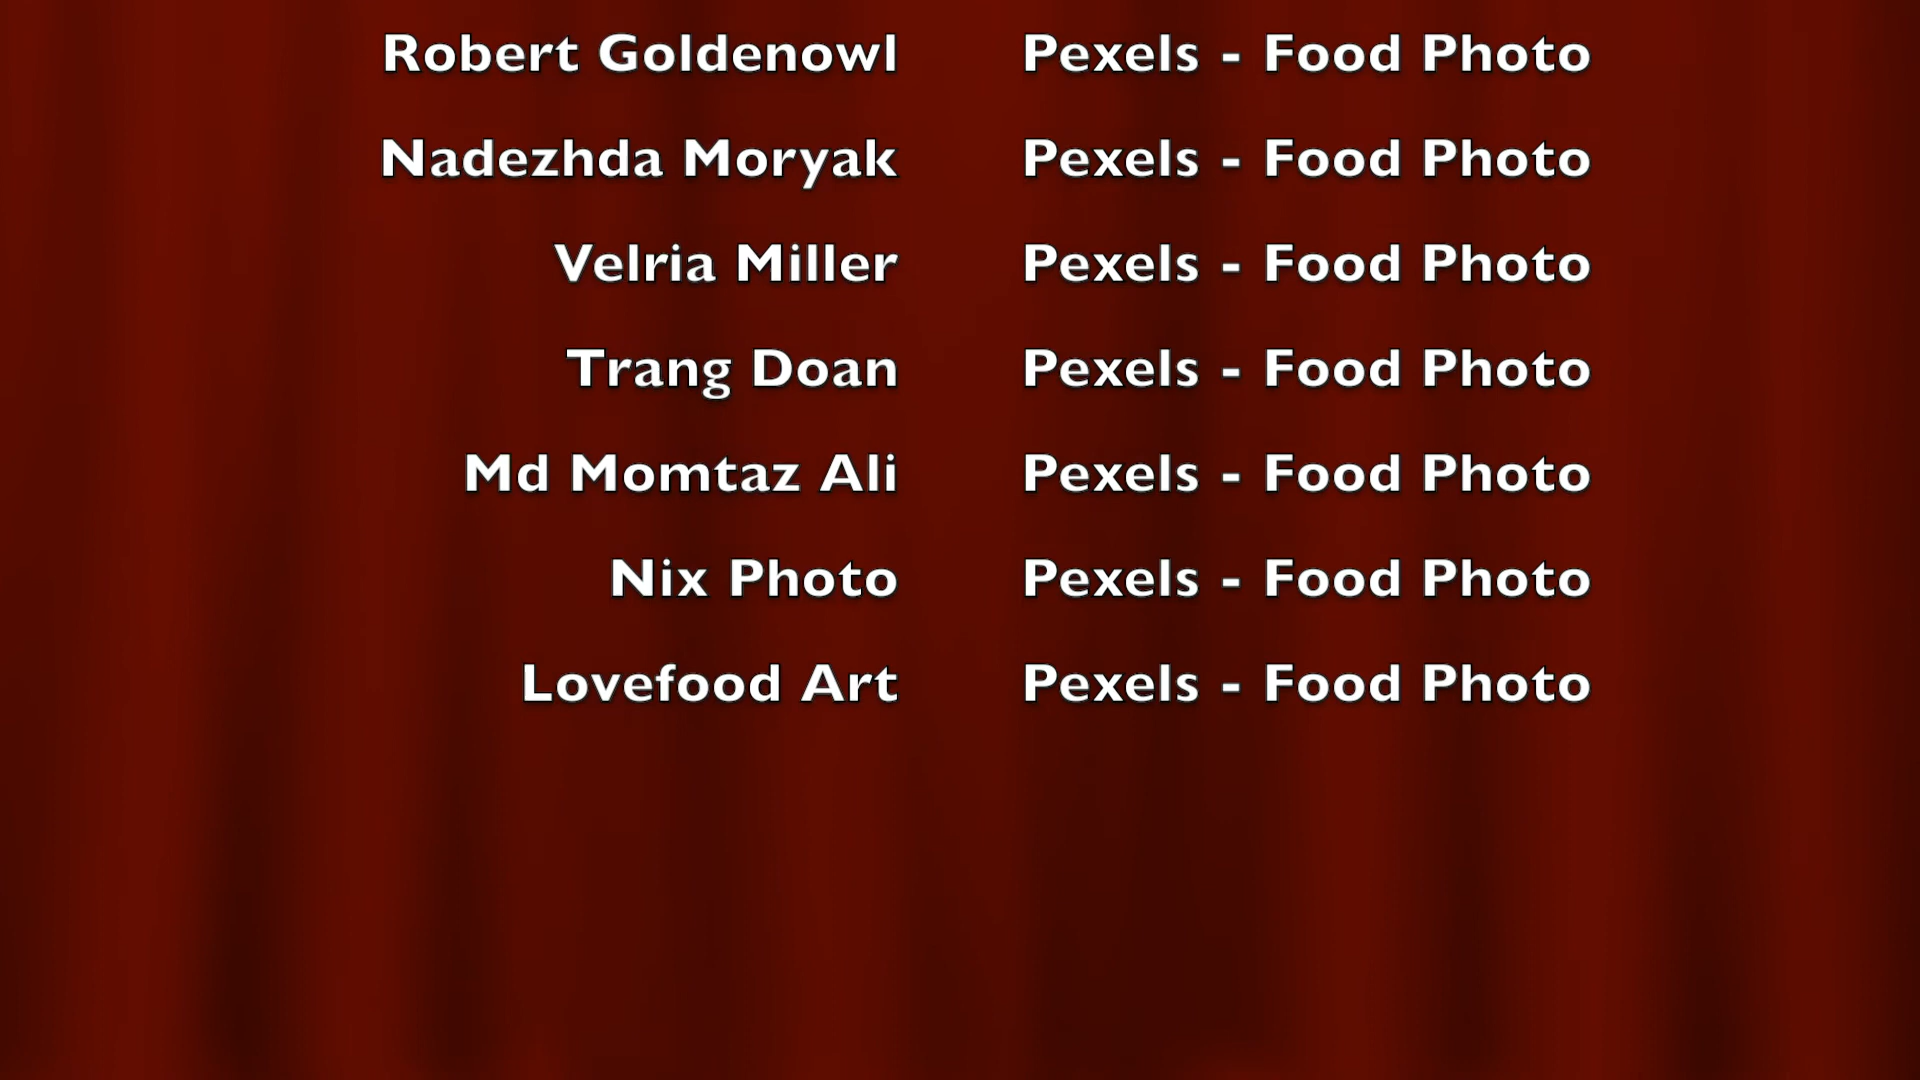 Robert Goldenowl Pexels - Food Photo
Nadezhda Moryak Pexels - Food Photo
Velria Miller Pexels - Food Photo
Trang Doan Pexels - Food Photo
Md Momtaz Ali Pexels - Food Photo
Nix Photo Pexels - Food Photo
Lovefood Art Pexels - Food Photo